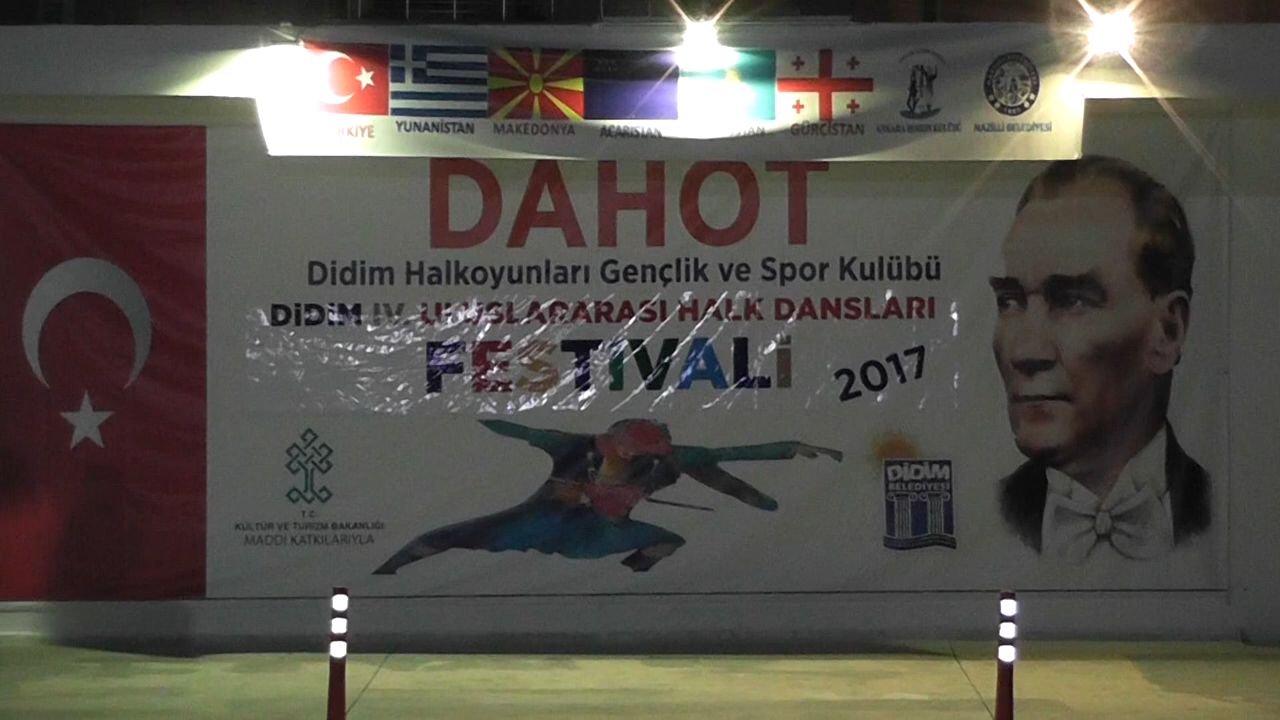 YUNANİSTAN
MAKEDONYA
ACARİSTAN
GÜRCİSTAN
NAZİLLİ BELEDİYESİ
DAHOT
Didim Halkoyunları Gençlik ve Spor Kulübü
DİDİM IV. ULUSLARARASI HALK DANSLARI
FESTİVALİ 2017
T.C.
KÜLTÜR VE TURİZM BAKANLIĞI
MADDİ KATKILARIYLA
DİDİM
BELEDİYESİ